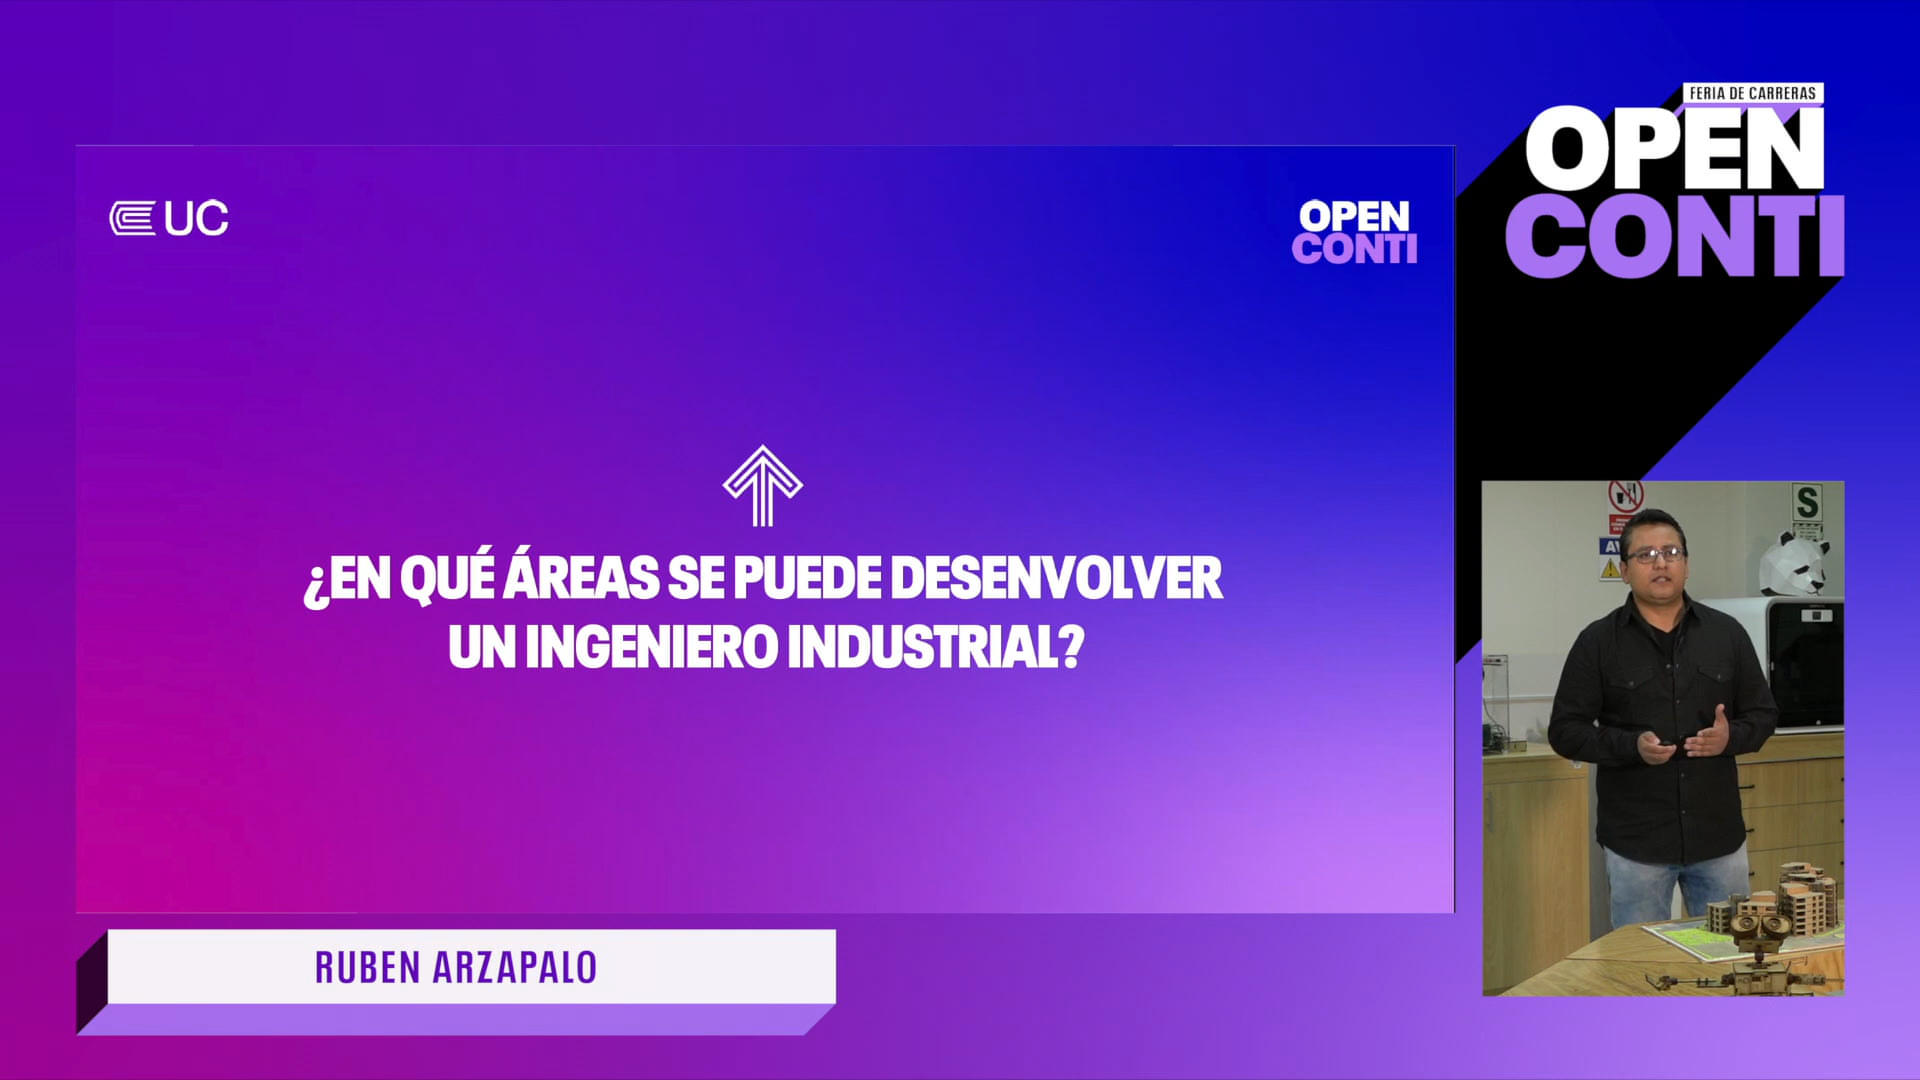 FERIA DE CARRERAS
OPEN
CONTI
UC
OPEN
CONTI
¿EN QUÉ ÁREAS SE PUEDE DESENVOLVER
UN INGENIERO INDUSTRIAL?
RUBEN ARZAPALO
S